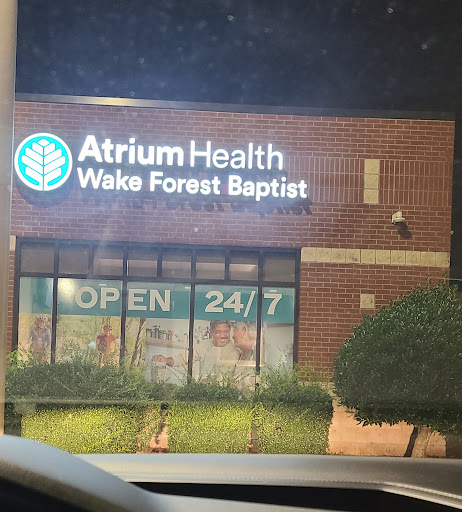 Atrium Health
Wake Forest Baptist
OPEN 24/7